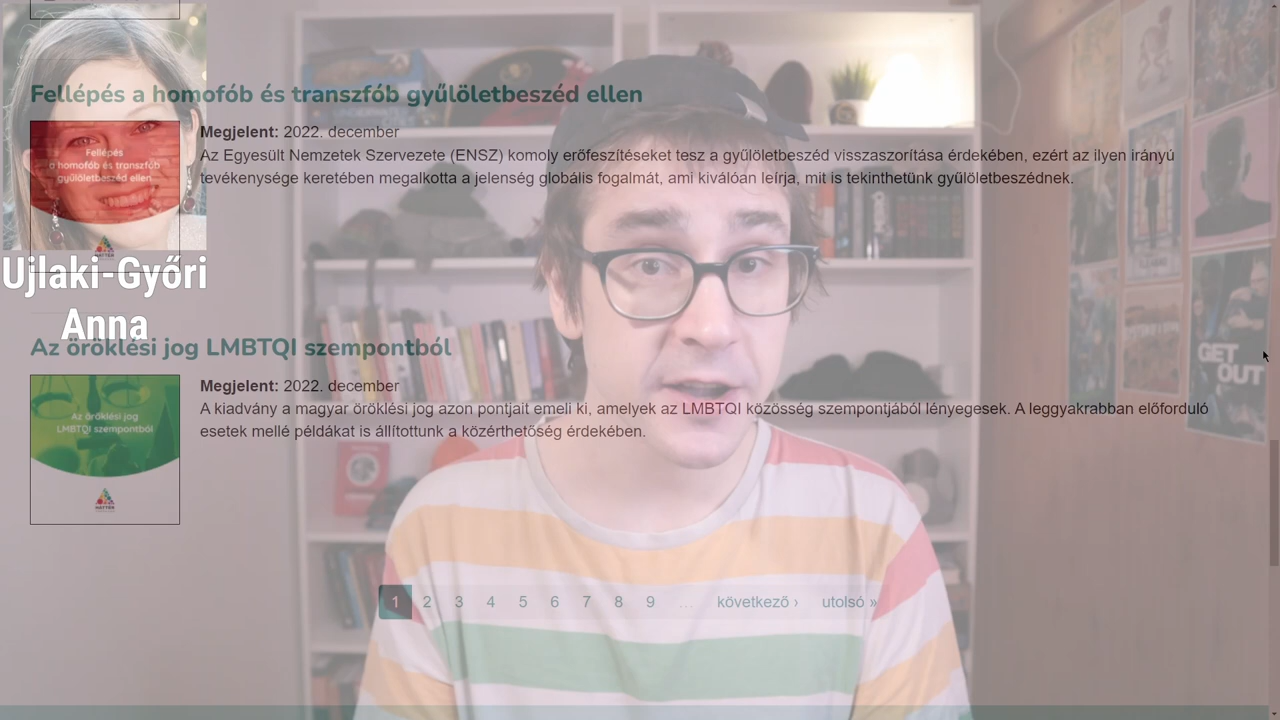 Fellépés a homofób és transzfób gyűlöletbeszéd ellen
Fellépés
a homofób és transzfób
gyűlöletbeszéd ellen
Megjelent: 2022. december
Az Egyesült Nemzetek Szervezete (ENSZ) komoly erőfeszítéseket tesz a gyűlöletbeszéd visszaszorítása érdekében, ezért az ilyen irányú
tevékenysége keretében megalkotta a jelenség globális fogalmát, ami kiválóan leírja, mit is tekinthetünk gyűlöletbeszédnek.
Ujlaki-Győri
Anna
Az öröklési jog LMBTQI szempontból
Az öröklési jog
LMBTQI szempontból
HÁTTÉR
Megjelent: 2022. december
A kiadvány a magyar öröklési jog azon pontjait emeli ki, amelyek az LMBTQI közösség szempontjából lényegesek. A leggyakrabban előforduló
esetek mellé példákat is állítottunk a közérthetőség érdekében.
GET
OUT
1 2 3 4 5 6 7 8 9 … következő › utolsó »